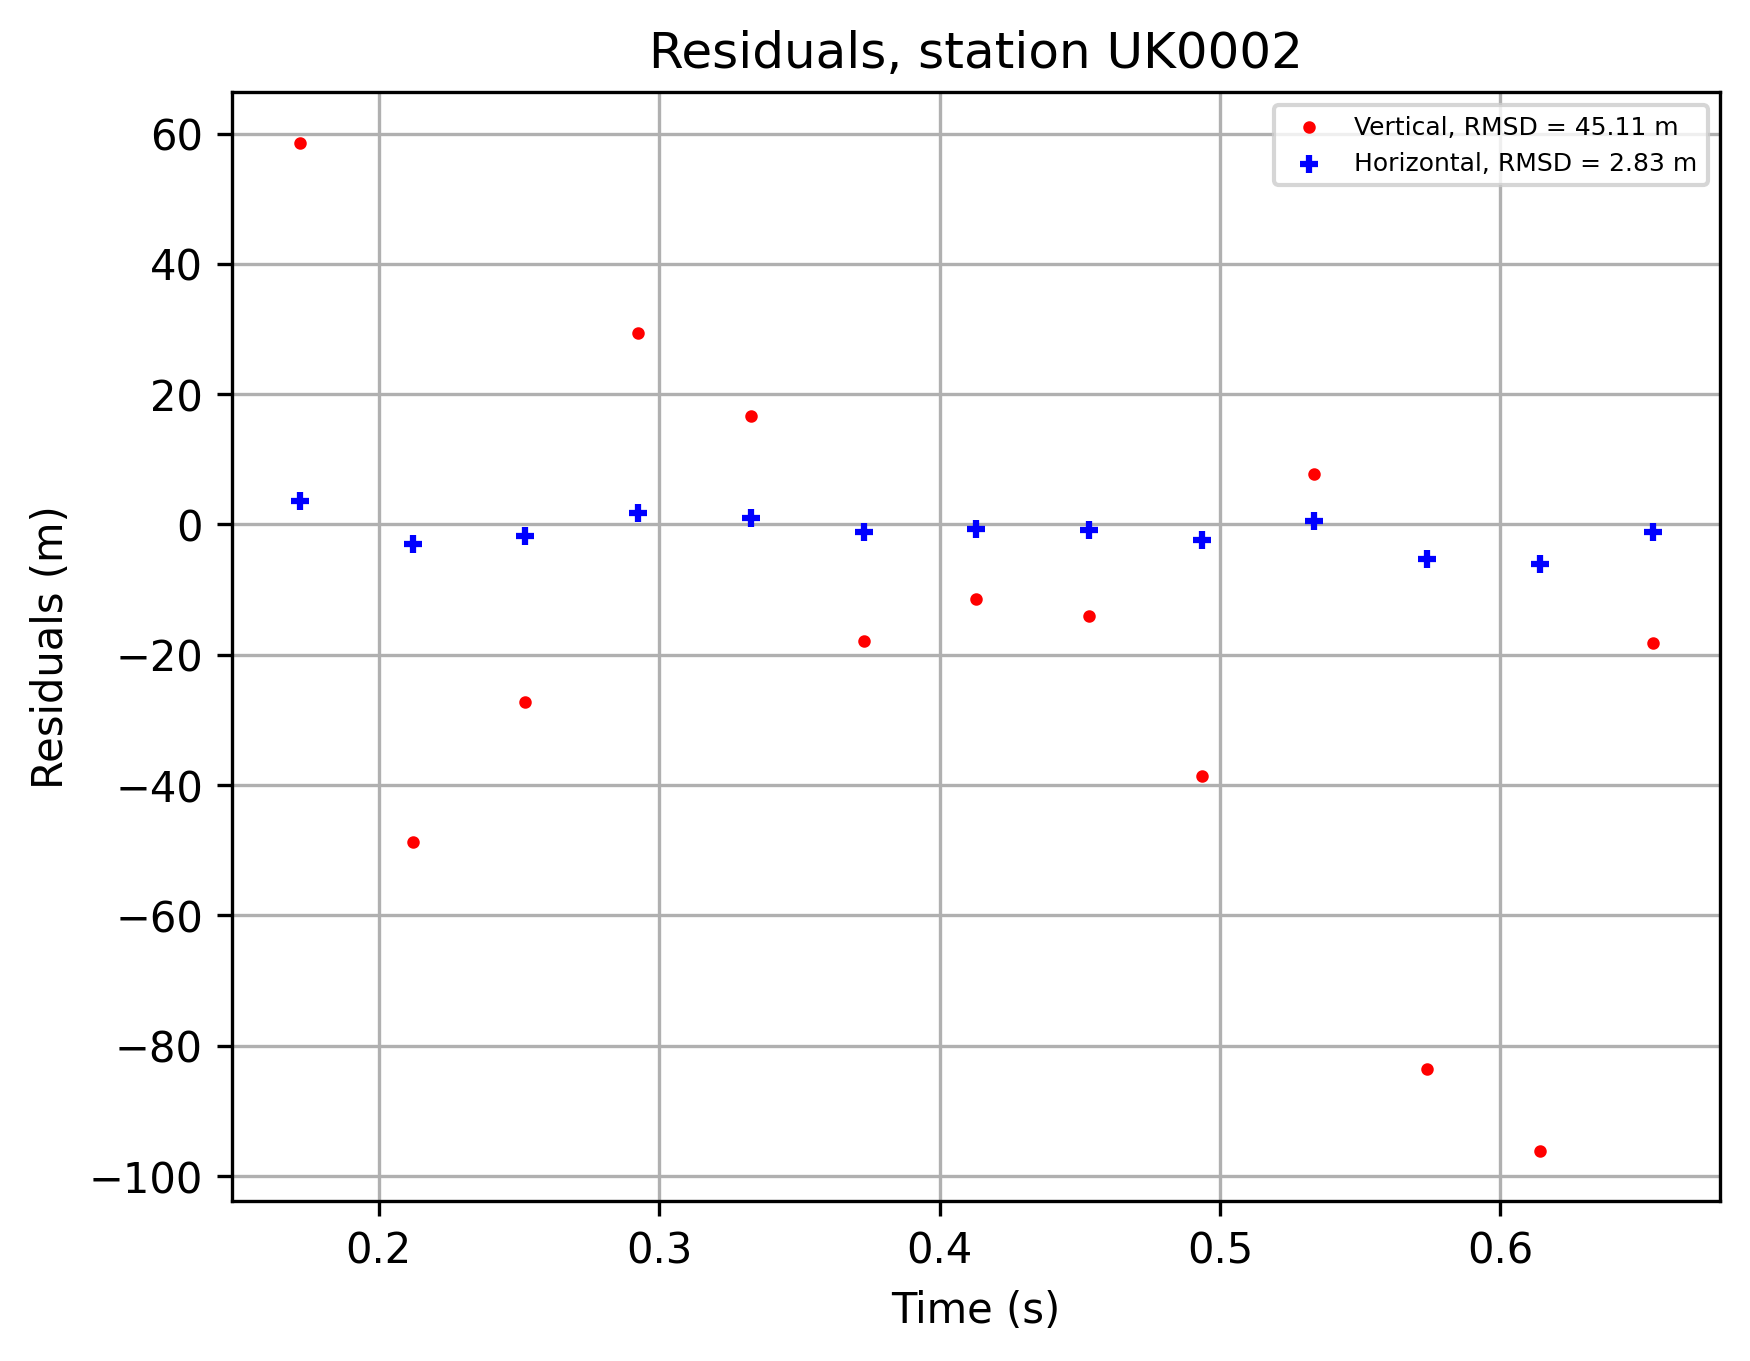 Residuals, station UK0002
Vertical, RMSD = 45.11 m
Horizontal, RMSD = 2.83 m
60
40
20
0
−20
−40
−60
−80
−100
Residuals (m)
0.2 0.3 0.4 0.5 0.6
Time (s)